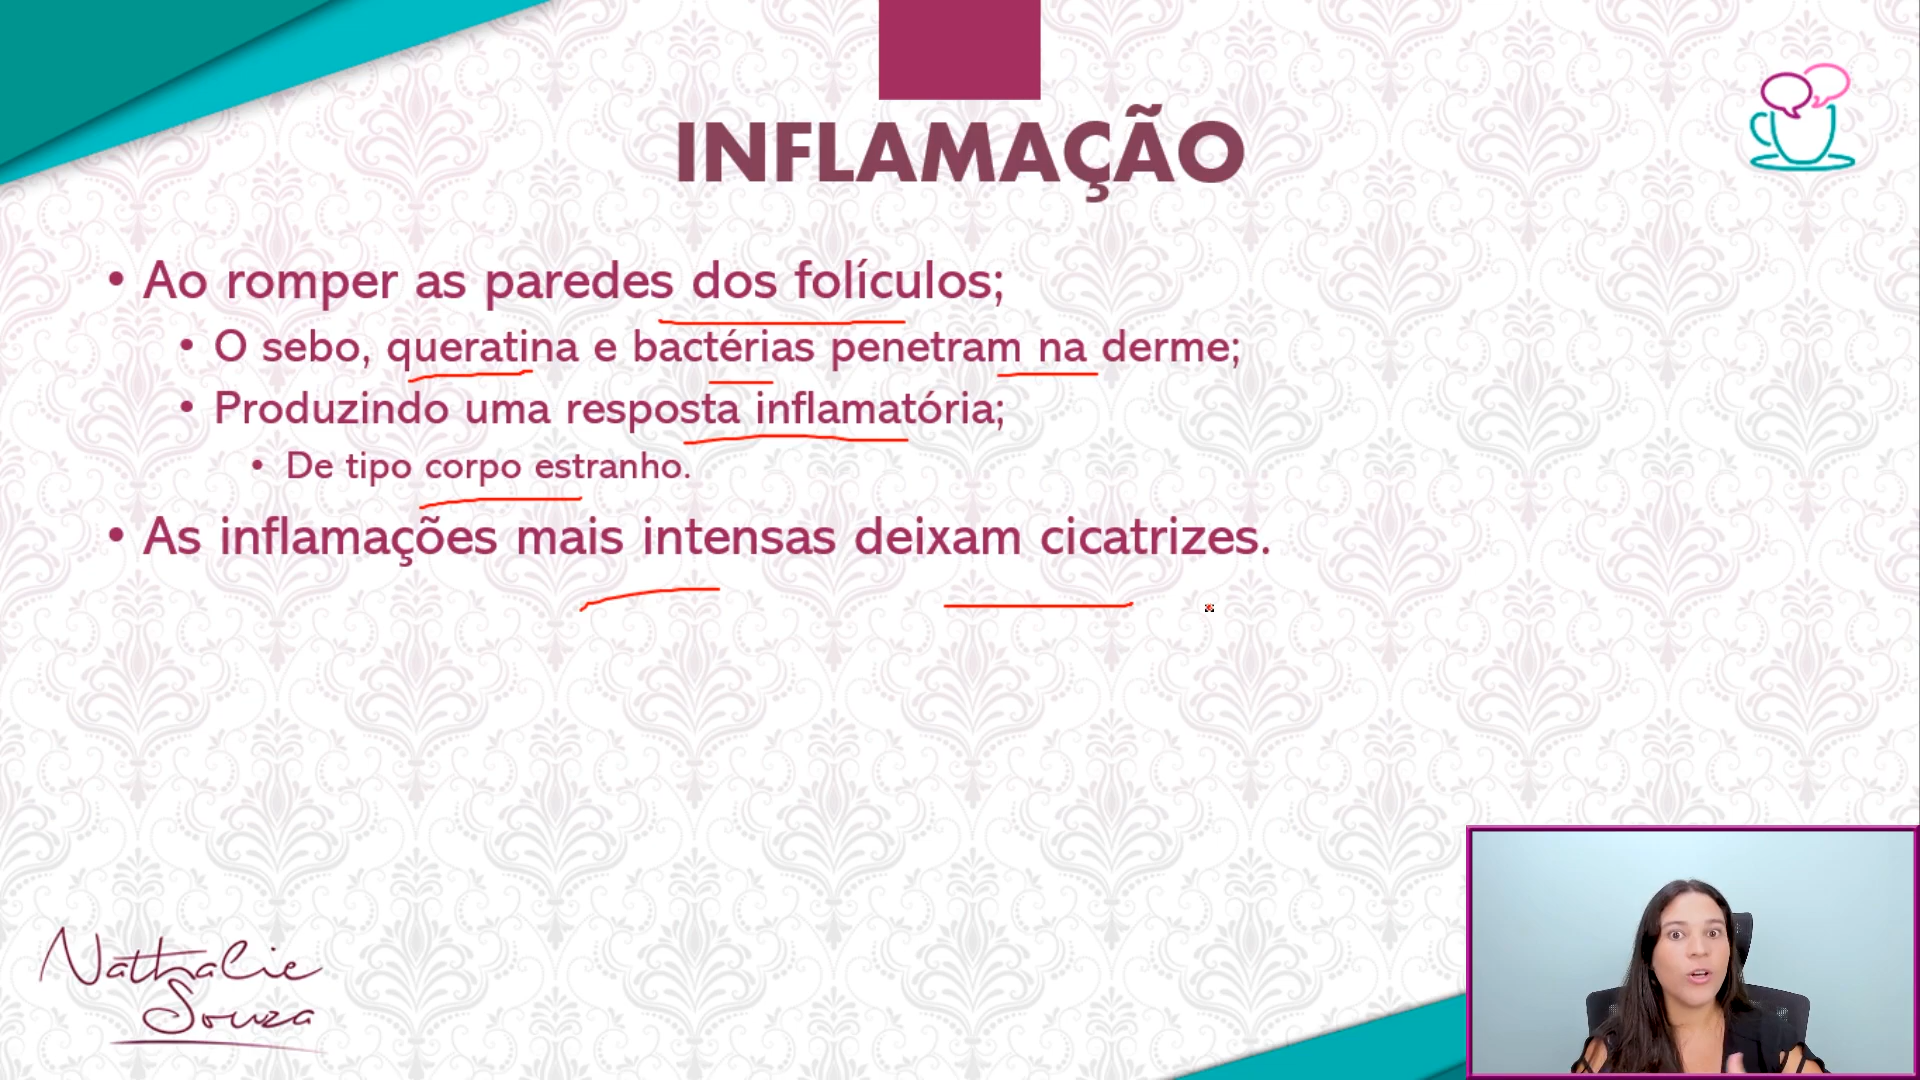 INFLAMAÇÃO
• Ao romper as paredes dos folículos;
• O sebo, queratina e bactérias penetram na derme;
• Produzindo uma resposta inflamatória;
• De tipo corpo estranho.
• As inflamações mais intensas deixam cicatrizes.
Nathalie
Souza